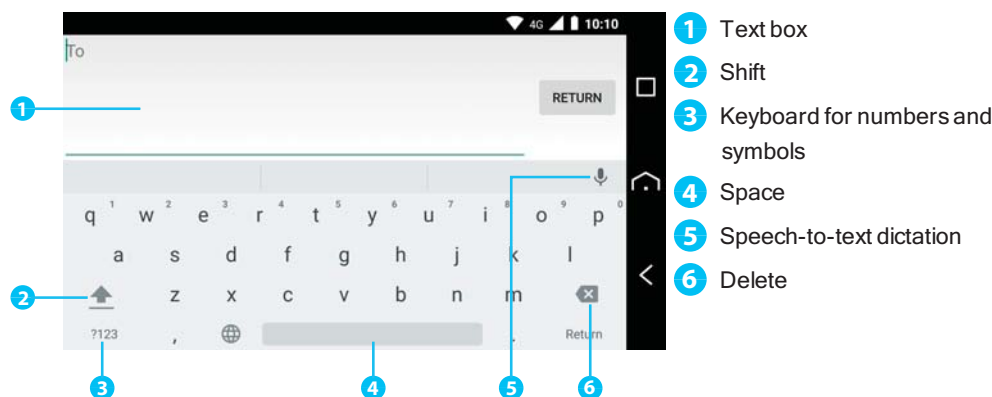 4G 10:10
To
RETURN
q 1 w 2 e 3 r 4 t 5 y 6 u 7 i 8 o 9 p 0
a s d f g h j k l
z x c v b n m
?123 , . Return
1
2
3
4
5
6
1 Text box
2 Shift
3 Keyboard for numbers and
symbols
4 Space
5 Speech-to-text dictation
6 Delete